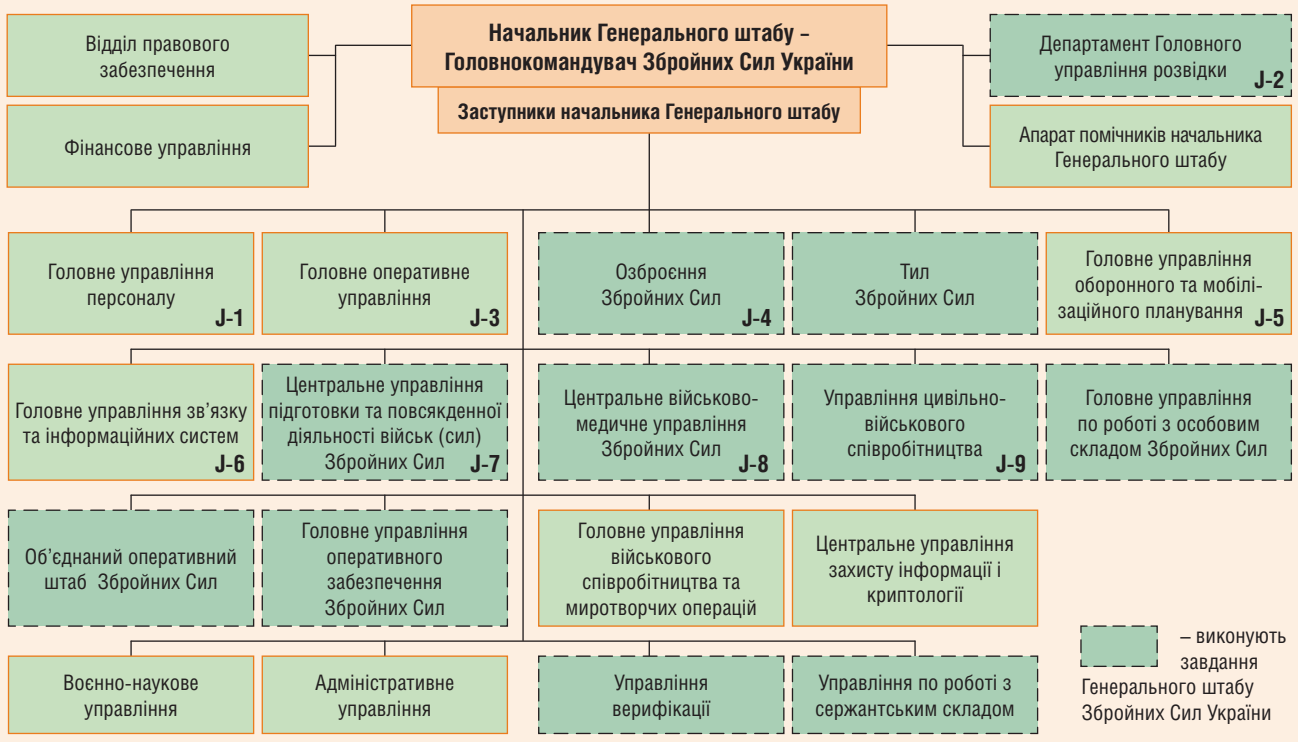 Начальник Генерального штабу –
Головнокомандувач Збройних Сил України
Заступники начальника Генерального штабу
Відділ правового
забезпечення
Фінансове управління
Департамент Головного
управління розвідки
J-2
Апарат помічників начальника
Генерального штабу
Головне управління
персоналу
J-1
Головне оперативне
управління
J-3
Озброєння
Збройних Сил
J-4
Тил
Збройних Сил
Головне управління
оборонного та мобілі-
заційного планування J-5
Головне управління зв’язку
та інформаційних систем
J-6
Центральне управління
підготовки та повсякденної
діяльності військ (сил)
Збройних Сил J-7
Центральне військово-
медичне управління
Збройних Сил
J-8
Управління цивільно-
військового
співробітництва
J-9
Головне управління
по роботі з особовим
складом Збройних Сил
Об’єднаний оперативний
штаб Збройних Сил
Головне управління
оперативного
забезпечення
Збройних Сил
Головне управління
військового
співробітництва та
миротворчих операцій
Центральне управління
захисту інформації і
криптології
Воєнно-наукове
управління
Адміністративне
управління
Управління
верифікації
Управління по роботі з
сержантським складом
– виконують
завдання
Генерального штабу
Збройних Сил України